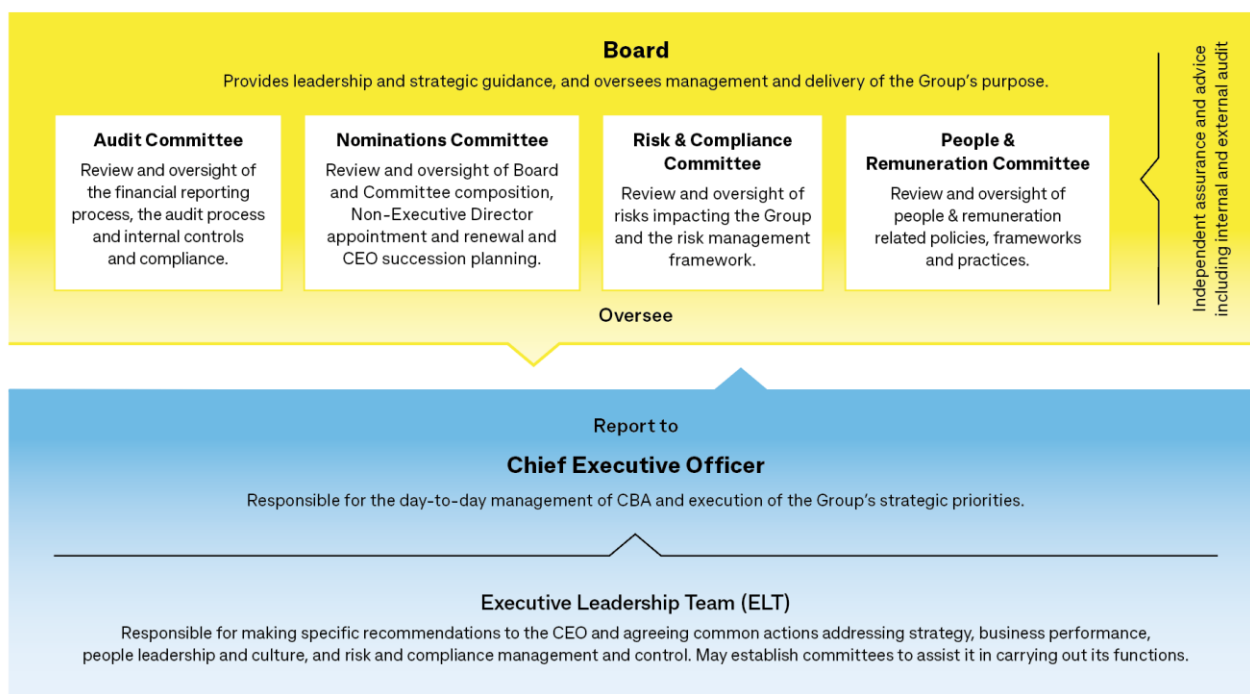 Board
Provides leadership and strategic guidance, and oversees management and delivery of the Group's purpose.
Audit Committee
Review and oversight of
the financial reporting
process, the audit process
and internal controls
and compliance.
Nominations Committee
Review and oversight of Board
and Committee composition,
Non-Executive Director
appointment and renewal and
CEO succession planning.
Risk & Compliance
Committee
Review and oversight of
risks impacting the Group
and the risk management
framework.
People &
Remuneration Committee
Review and oversight of
people & remuneration
related policies, frameworks
and practices.
Independent assurance and advice
including internal and external audit
Oversee
Report to
Chief Executive Officer
Responsible for the day-to-day management of CBA and execution of the Group's strategic priorities.
Executive Leadership Team (ELT)
Responsible for making specific recommendations to the CEO and agreeing common actions addressing strategy, business performance,
people leadership and culture, and risk and compliance management and control. May establish committees to assist it in carrying out its functions.